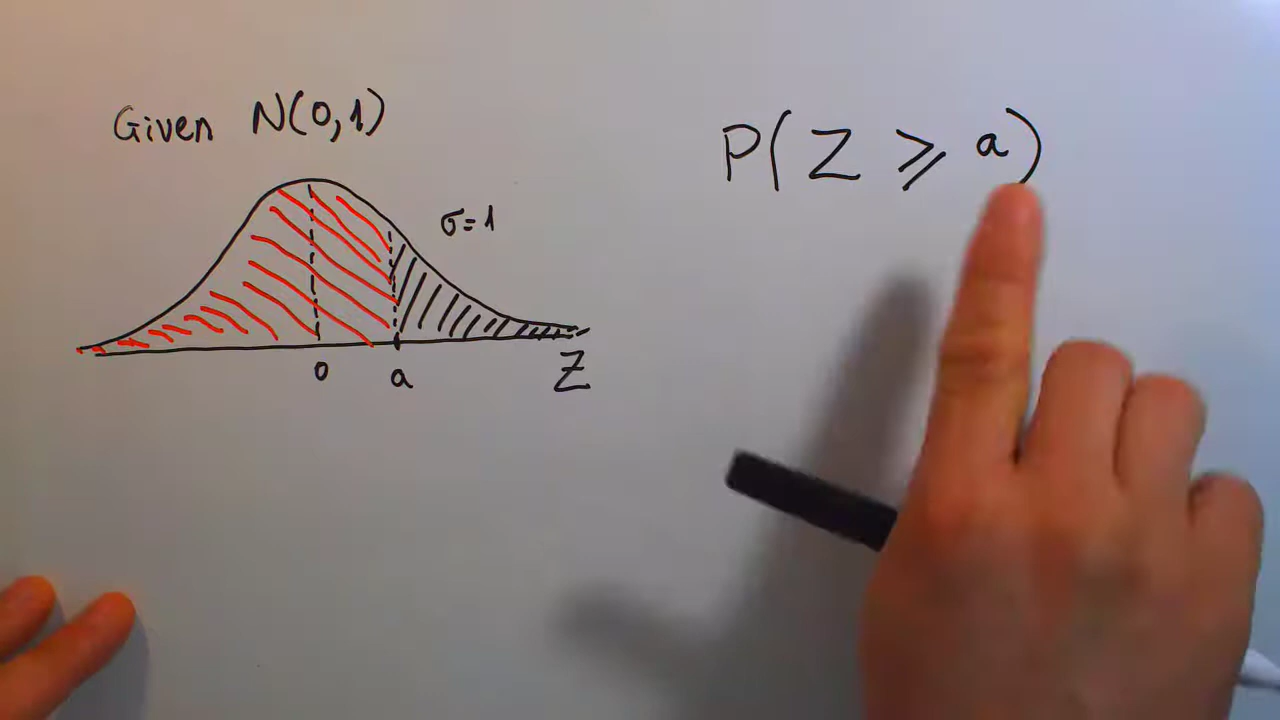 Given N(0,1)
P(Z ⩾ a)
σ=1
0
a
Z